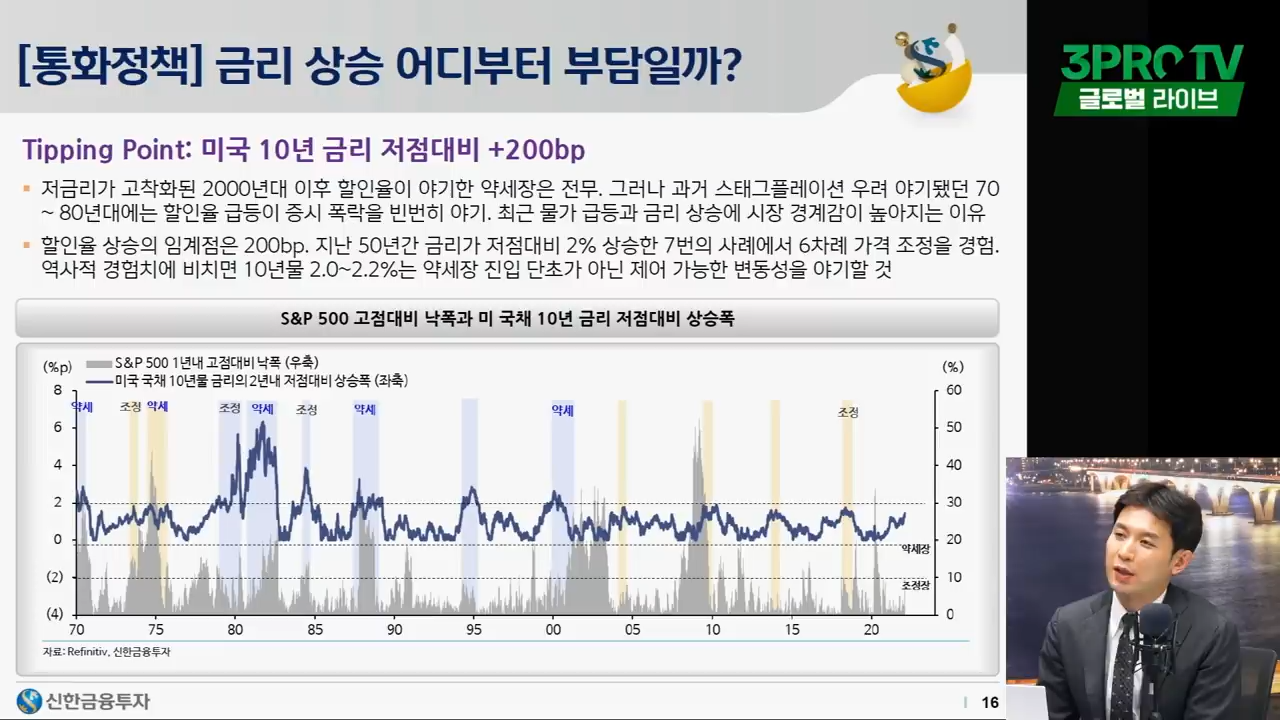 [통화정책] 금리 상승 어디부터 부담일까?
3PRO TV
글로벌 라이브
Tipping Point: 미국 10년 금리 저점대비 +200bp
저금리가 고착화된 2000년대 이후 할인율이 야기한 약세장은 전무. 그러나 과거 스태그플레이션 우려 야기됐던 70
~ 80년대에는 할인율 급등이 증시 폭락을 빈번히 야기. 최근 물가 급등과 금리 상승에 시장 경계감이 높아지는 이유
할인율 상승의 임계점은 200bp. 지난 50년간 금리가 저점대비 2% 상승한 7번의 사례에서 6차례 가격 조정을 경험.
역사적 경험치에 비치면 10년물 2.0~2.2%는 약세장 진입 단초가 아닌 제어 가능한 변동성을 야기할 것
S&P 500 고점대비 낙폭과 미 국채 10년 금리 저점대비 상승폭
(%p) S&P 500 1년내 고점대비 낙폭 (우축) (%)
미국 국채 10년물 금리의 2년내 저점대비 상승폭 (좌축)
8 60
약세 조정 약세 조정 약세 조정 약세 약세 조정
6 50
4 40
2 30
0 20
약세장
(2) 10
조정장
(4) 0
70 75 80 85 90 95 00 05 10 15 20
자료: Refinitiv, 신한금융투자
신한금융투자
16